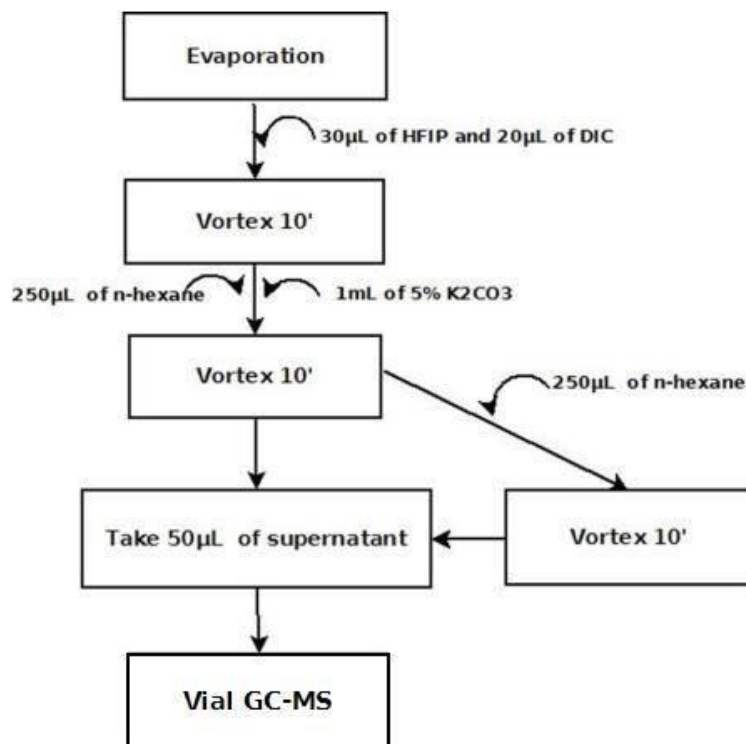 Evaporation
30µL of HFIP and 20µL of DIC
Vortex 10'
250µL of n-hexane
1mL of 5% K2CO3
Vortex 10'
250µL of n-hexane
Take 50µL of supernatant
Vortex 10'
Vial GC-MS